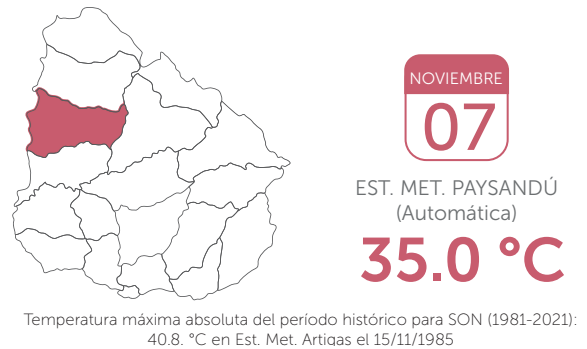 NOVIEMBRE
07
EST. MET. PAYSANDÚ
(Automática)
35.0 °C
Temperatura máxima absoluta del período histórico para SON (1981-2021):
40.8. °C en Est. Met. Artigas el 15/11/1985